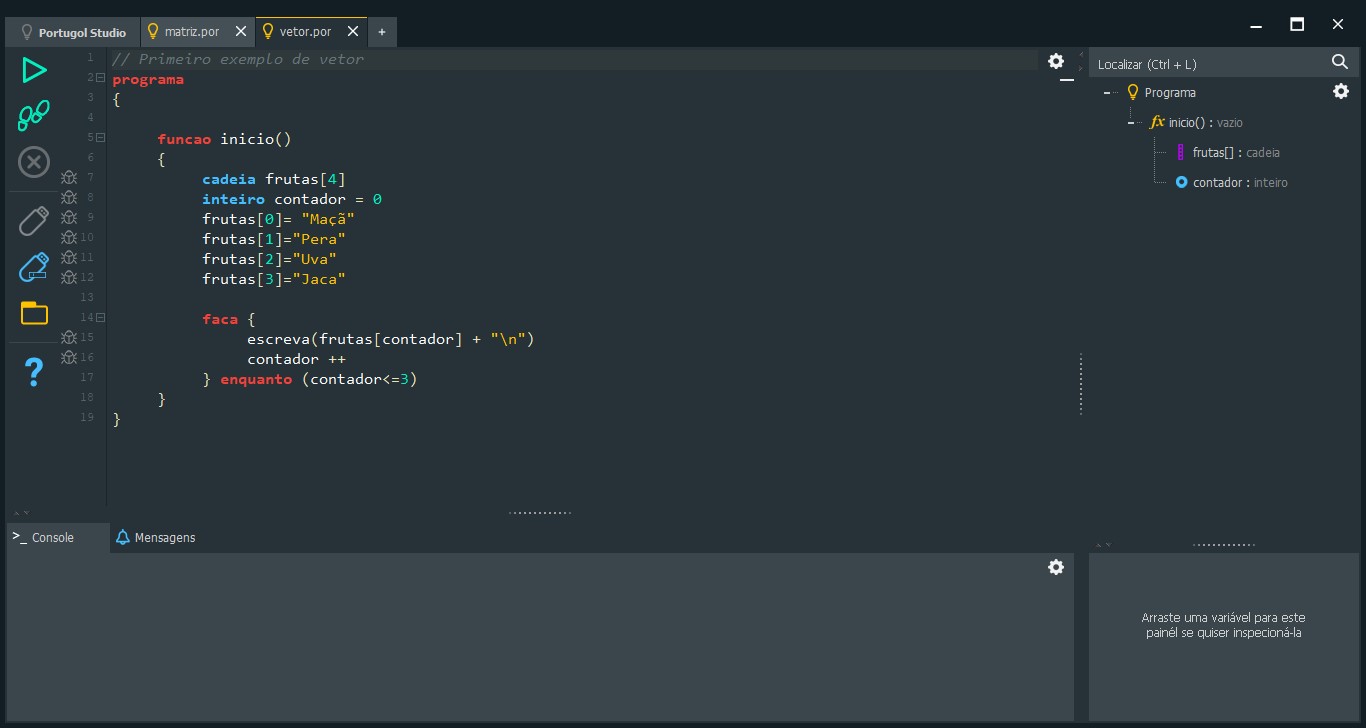 Portugol Studio matriz.por vetor.por +
1 // Primeiro exemplo de vetor
2 programa
3 {
4
5 funcao inicio()
6 {
7 cadeia frutas[4]
8 inteiro contador = 0
9 frutas[0]= "Maçã"
10 frutas[1]="Pera"
11 frutas[2]="Uva"
12 frutas[3]="Jaca"
13
14 faca {
15 escreva(frutas[contador] + "\n")
16 contador ++
17 } enquanto (contador<=3)
18 }
19 }
Localizar (Ctrl + L)
Programa
fx inicio() : vazio
frutas[] : cadeia
contador : inteiro
?
>_ Console Mensagens
Arraste uma variável para este
painél se quiser inspecioná-la